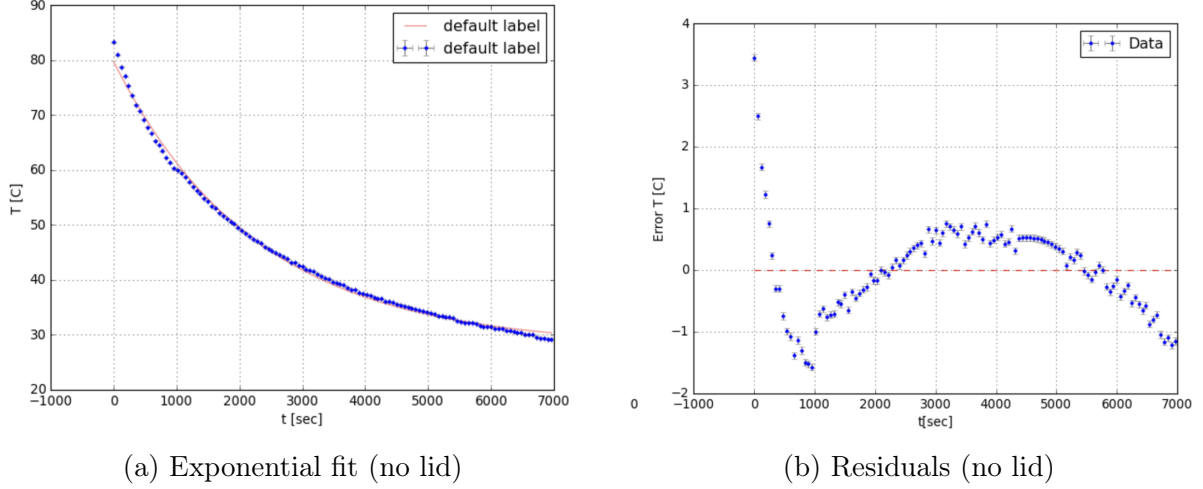 90
80
70
60
50
40
30
20
T [C]
−1000 0 1000 2000 3000 4000 5000 6000 7000
t [sec]
default label
default label
(a) Exponential fit (no lid)
4
3
2
1
0
−1
−2
Error T [C]
0 −1000 0 1000 2000 3000 4000 5000 6000 7000
t[sec]
Data
(b) Residuals (no lid)